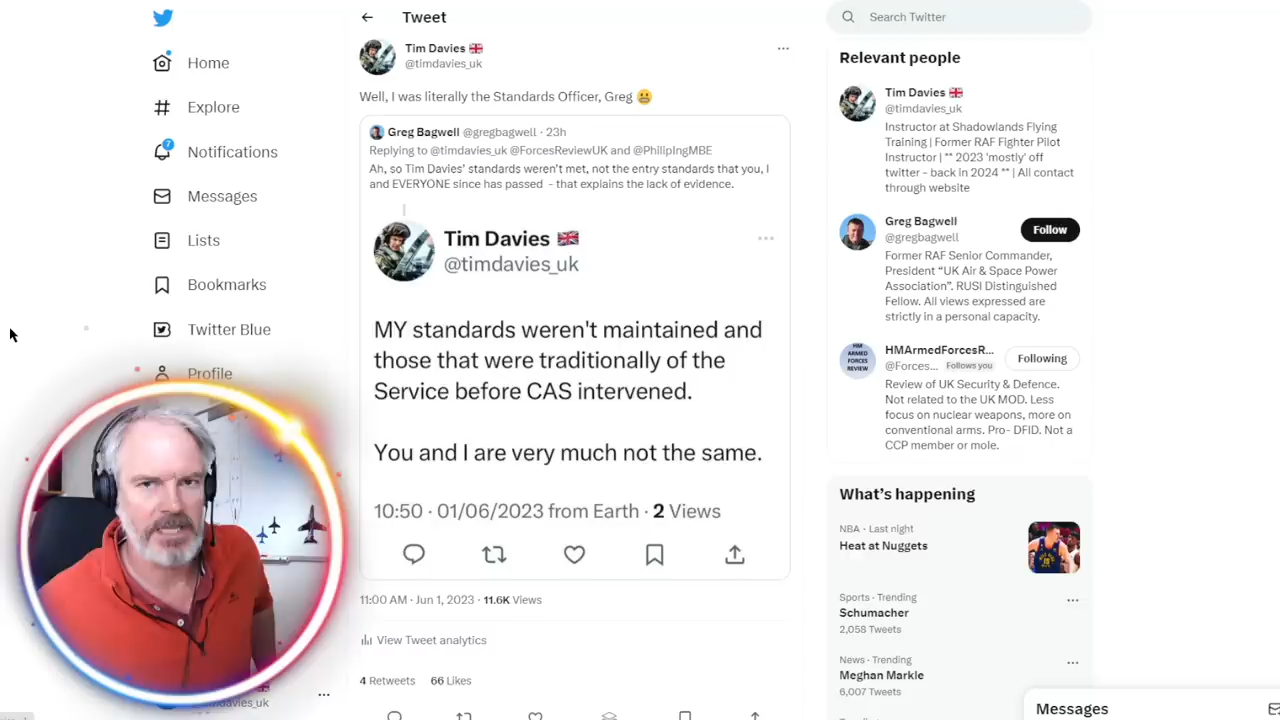 Home
Explore
7
Notifications
Messages
Lists
Bookmarks
Twitter Blue
Profile
Tweet
Tim Davies 🇬🇧
@timdavies_uk
Well, I was literally the Standards Officer, Greg 😬
Greg Bagwell @gregbagwell · 23h
Replying to @timdavies_uk @ForcesReviewUK and @PhilipIngMBE
Ah, so Tim Davies’ standards weren’t met, not the entry standards that you, I
and EVERYONE since has passed - that explains the lack of evidence.
Tim Davies 🇬🇧
@timdavies_uk
MY standards weren't maintained and
those that were traditionally of the
Service before CAS intervened.
You and I are very much not the same.
10:50 · 01/06/2023 from Earth · 2 Views
11:00 AM · Jun 1, 2023 · 11.6K Views
View Tweet analytics
4 Retweets 66 Likes
Search Twitter
Relevant people
Tim Davies 🇬🇧
@timdavies_uk
Instructor at Shadowlands Flying
Training | Former RAF Fighter Pilot
Instructor | ** 2023 'mostly' off
twitter - back in 2024 ** | All contact
through website
Greg Bagwell
@gregbagwell
Follow
Former RAF Senior Commander,
President “UK Air & Space Power
Association”. RUSI Distinguished
Fellow. All views expressed are
strictly in a personal capacity.
HM
ARMED
FORCES
REVIEW
HMArmedForcesR...
@Forces... Follows you
Following
Review of UK Security & Defence.
Not related to the UK MOD. Less
focus on nuclear weapons, more on
conventional arms. Pro- DFID. Not a
CCP member or mole.
What’s happening
NBA · Last night
Heat at Nuggets
Sports · Trending
Schumacher
2,058 Tweets
News · Trending
Meghan Markle
6,007 Tweets
Messages